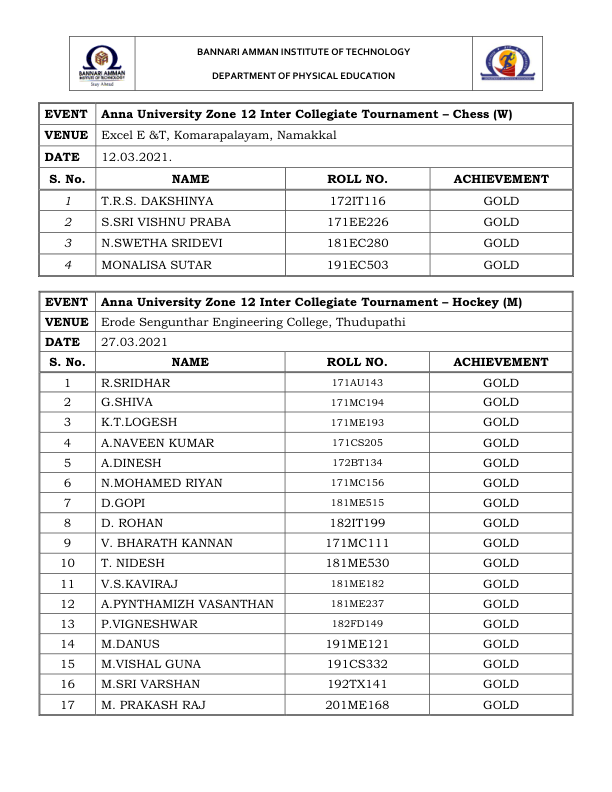 BANNARI AMMAN
INSTITUTE OF TECHNOLOGY
Stay Ahead
BANNARI AMMAN INSTITUTE OF TECHNOLOGY
DEPARTMENT OF PHYSICAL EDUCATION
EVENT Anna University Zone 12 Inter Collegiate Tournament – Chess (W)
VENUE Excel E &T, Komarapalayam, Namakkal
DATE 12.03.2021.
S. No. NAME ROLL NO. ACHIEVEMENT
1 T.R.S. DAKSHINYA 172IT116 GOLD
2 S.SRI VISHNU PRABA 171EE226 GOLD
3 N.SWETHA SRIDEVI 181EC280 GOLD
4 MONALISA SUTAR 191EC503 GOLD
EVENT Anna University Zone 12 Inter Collegiate Tournament – Hockey (M)
VENUE Erode Sengunthar Engineering College, Thudupathi
DATE 27.03.2021
S. No. NAME ROLL NO. ACHIEVEMENT
1 R.SRIDHAR 171AU143 GOLD
2 G.SHIVA 171MC194 GOLD
3 K.T.LOGESH 171ME193 GOLD
4 A.NAVEEN KUMAR 171CS205 GOLD
5 A.DINESH 172BT134 GOLD
6 N.MOHAMED RIYAN 171MC156 GOLD
7 D.GOPI 181ME515 GOLD
8 D. ROHAN 182IT199 GOLD
9 V. BHARATH KANNAN 171MC111 GOLD
10 T. NIDESH 181ME530 GOLD
11 V.S.KAVIRAJ 181ME182 GOLD
12 A.PYNTHAMIZH VASANTHAN 181ME237 GOLD
13 P.VIGNESHWAR 182FD149 GOLD
14 M.DANUS 191ME121 GOLD
15 M.VISHAL GUNA 191CS332 GOLD
16 M.SRI VARSHAN 192TX141 GOLD
17 M. PRAKASH RAJ 201ME168 GOLD